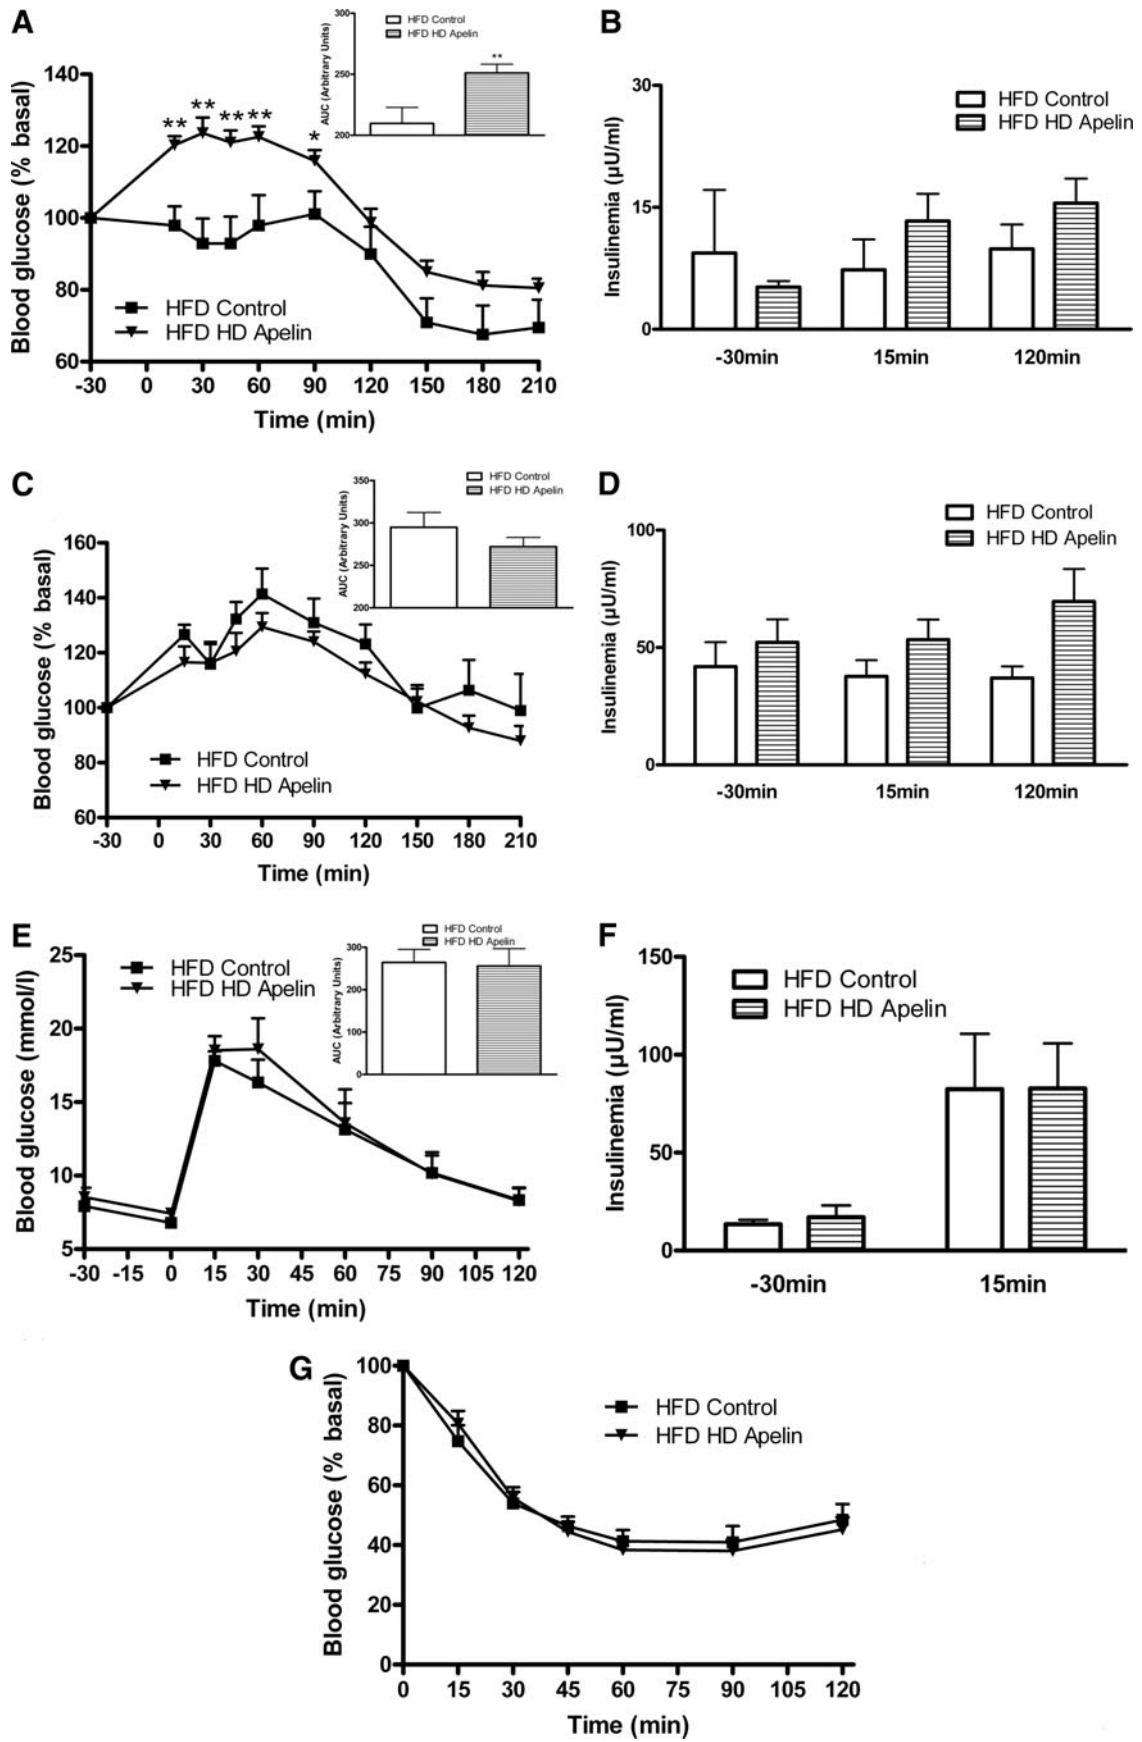 A
Blood glucose (% basal)
140
120
100
80
60
** ** ** ** *
HFD Control
HFD HD Apelin
-30 0 30 60 90 120 150 180 210
Time (min)
AUC (Arbitrary Units)
300
250
200
HFD Control
HFD HD Apelin
**
B
Insulinemia (µU/ml)
30
15
0
HFD Control
HFD HD Apelin
-30min 15min 120min
C
Blood glucose (% basal)
160
140
120
100
80
60
HFD Control
HFD HD Apelin
-30 0 30 60 90 120 150 180 210
Time (min)
AUC (Arbitrary Units)
350
300
250
200
HFD Control
HFD HD Apelin
D
Insulinemia (µU/ml)
100
50
0
HFD Control
HFD HD Apelin
-30min 15min 120min
E
Blood glucose (mmol/l)
25
20
15
10
5
HFD Control
HFD HD Apelin
-30 -15 0 15 30 45 60 75 90 105 120
Time (min)
AUC (Arbitrary Units)
300
200
100
0
HFD Control
HFD HD Apelin
F
Insulinemia (µU/ml)
150
100
50
0
HFD Control
HFD HD Apelin
-30min 15min
G
Blood glucose (% basal)
100
80
60
40
20
0
HFD Control
HFD HD Apelin
0 15 30 45 60 75 90 105 120
Time (min)